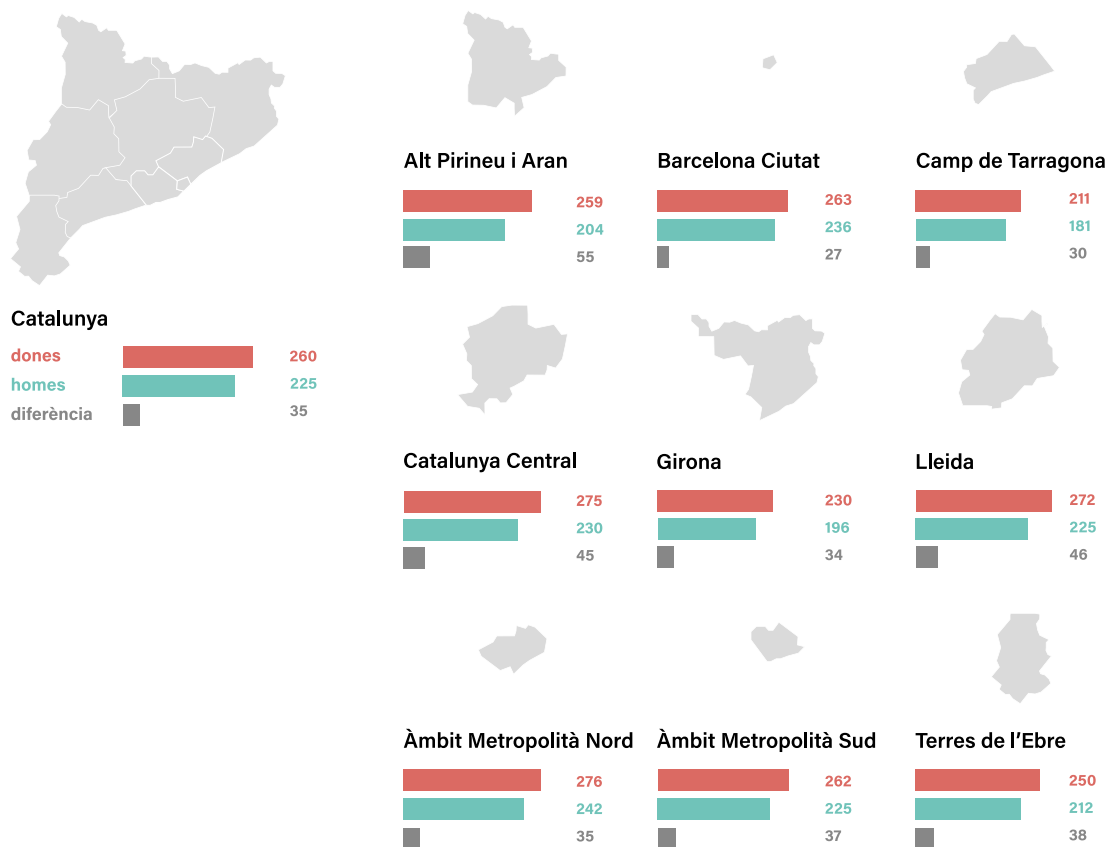 Catalunya
dones 260
homes 225
diferència 35
Alt Pirineu i Aran
259
204
55
Barcelona Ciutat
263
236
27
Camp de Tarragona
211
181
30
Catalunya Central
275
230
45
Girona
230
196
34
Lleida
272
225
46
Àmbit Metropolità Nord
276
242
35
Àmbit Metropolità Sud
262
225
37
Terres de l'Ebre
250
212
38